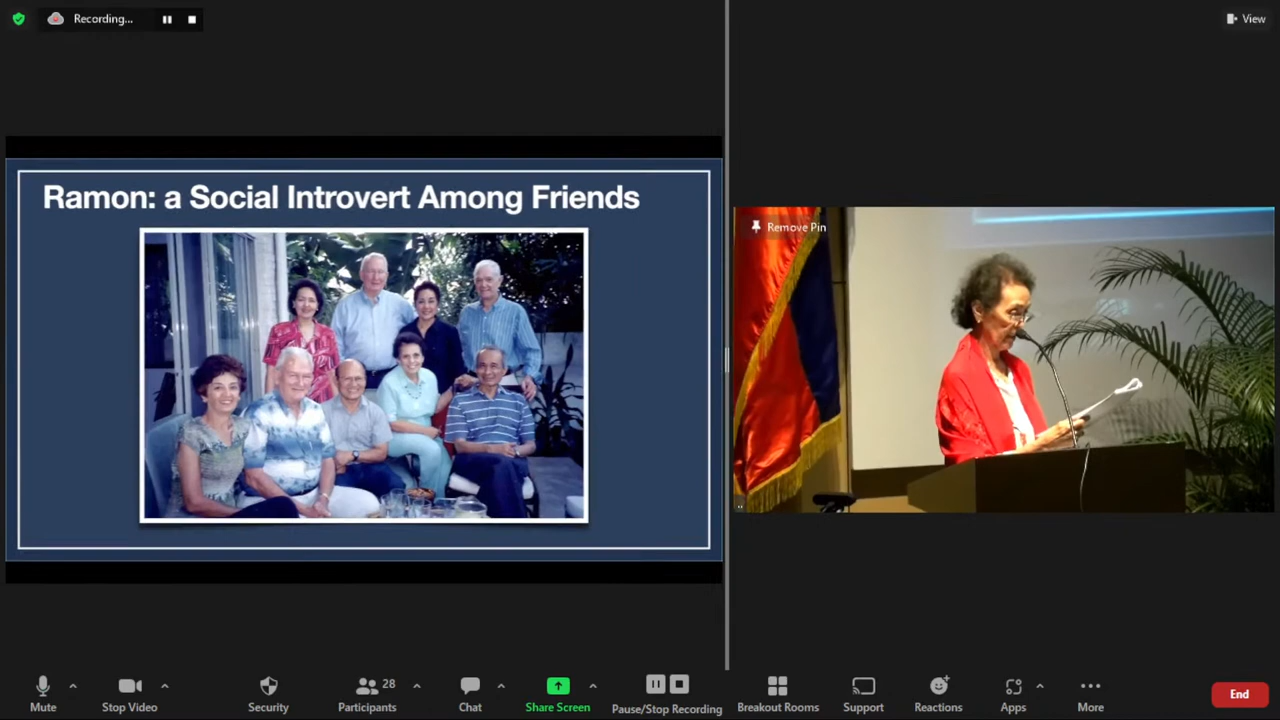 Recording...
View
Ramon: a Social Introvert Among Friends
Remove Pin
Mute
Stop Video
Security
28
Participants
Chat
Share Screen
Pause/Stop Recording
Breakout Rooms
Support
Reactions
Apps
More
End